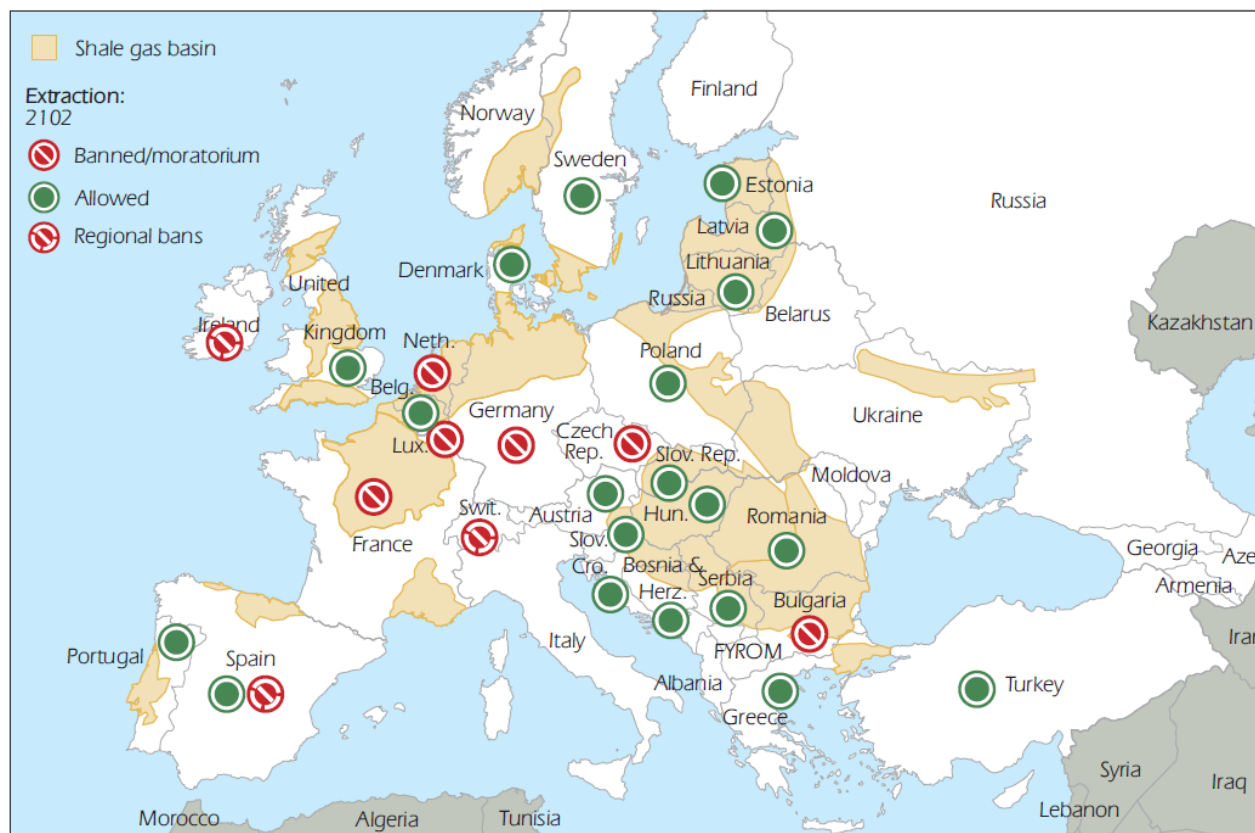 Shale gas basin
Extraction:
2102
Banned/moratorium
Allowed
Regional bans
Finland
Norway
Sweden
Estonia
Russia
Latvia
Denmark
Lithuania
United
Russia
Belarus
Ireland
Kingdom
Neth.
Kazakhstan
Poland
Belg.
Germany
Ukraine
Czech
Rep.
Lux.
Slov. Rep.
Moldova
Swit.
Austria
Hun.
Romania
France
Slov.
Georgia
Aze
Cro.
Bosnia &
Herz.
Serbia
Armenia
Bulgaria
Italy
Iran
Portugal
Spain
FYROM
Albania
Turkey
Greece
Syria
Iraq
Lebanon
Morocco
Algeria
Tunisia